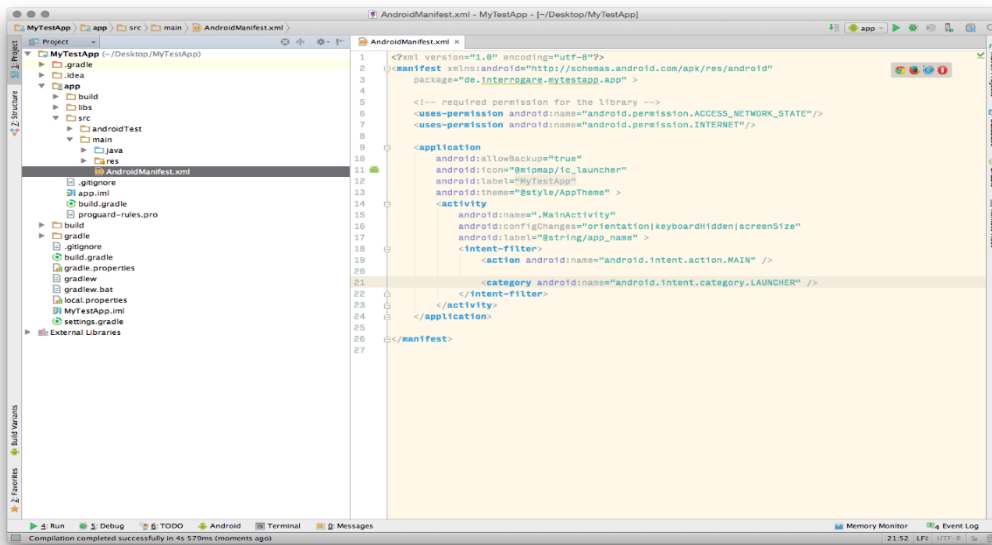 AndroidManifest.xml - MyTestApp - [~/Desktop/MyTestApp]
MyTestApp app src main AndroidManifest.xml
app
Project
AndroidManifest.xml
1: Project
Z: Structure
Build Variants
2: Favorites
MyTestApp (~/Desktop/MyTestApp)
.gradle
.idea
app
build
libs
src
androidTest
main
java
res
AndroidManifest.xml
.gitignore
app.iml
build.gradle
proguard-rules.pro
build
gradle
.gitignore
build.gradle
gradle.properties
gradlew
gradlew.bat
local.properties
MyTestApp.iml
settings.gradle
External Libraries
1 <?xml version="1.0" encoding="utf-8"?>
2 <manifest xmlns:android="http://schemas.android.com/apk/res/android"
3 package="de.interrogare.mytestapp.app" >
4
5 <!-- required permission for the library -->
6 <uses-permission android:name="android.permission.ACCESS_NETWORK_STATE"/>
7 <uses-permission android:name="android.permission.INTERNET"/>
8
9 <application
10 android:allowBackup="true"
11 android:icon="@mipmap/ic_launcher"
12 android:label="MyTestApp"
13 android:theme="@style/AppTheme" >
14 <activity
15 android:name=".MainActivity"
16 android:configChanges="orientation|keyboardHidden|screenSize"
17 android:label="@string/app_name" >
18 <intent-filter>
19 <action android:name="android.intent.action.MAIN" />
20
21 <category android:name="android.intent.category.LAUNCHER" />
22 </intent-filter>
23 </activity>
24 </application>
25
26 </manifest>
27
4: Run 5: Debug 6: TODO Android Terminal 0: Messages Memory Monitor Event Log
Compilation completed successfully in 4s 579ms (moments ago) 21:52 LF: UTF-8